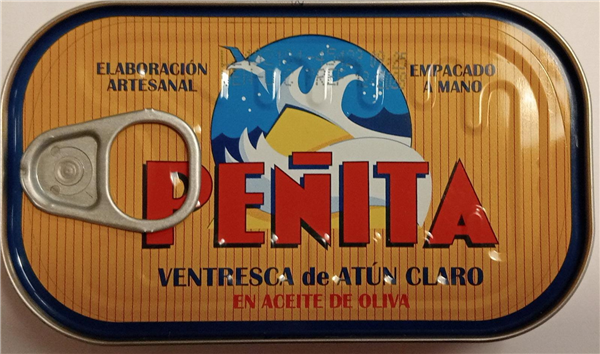 ELABORACIÓN
ARTESANAL
EMPACADO
A MANO
PEÑITA
VENTRESCA de ATÚN CLARO
EN ACEITE DE OLIVA